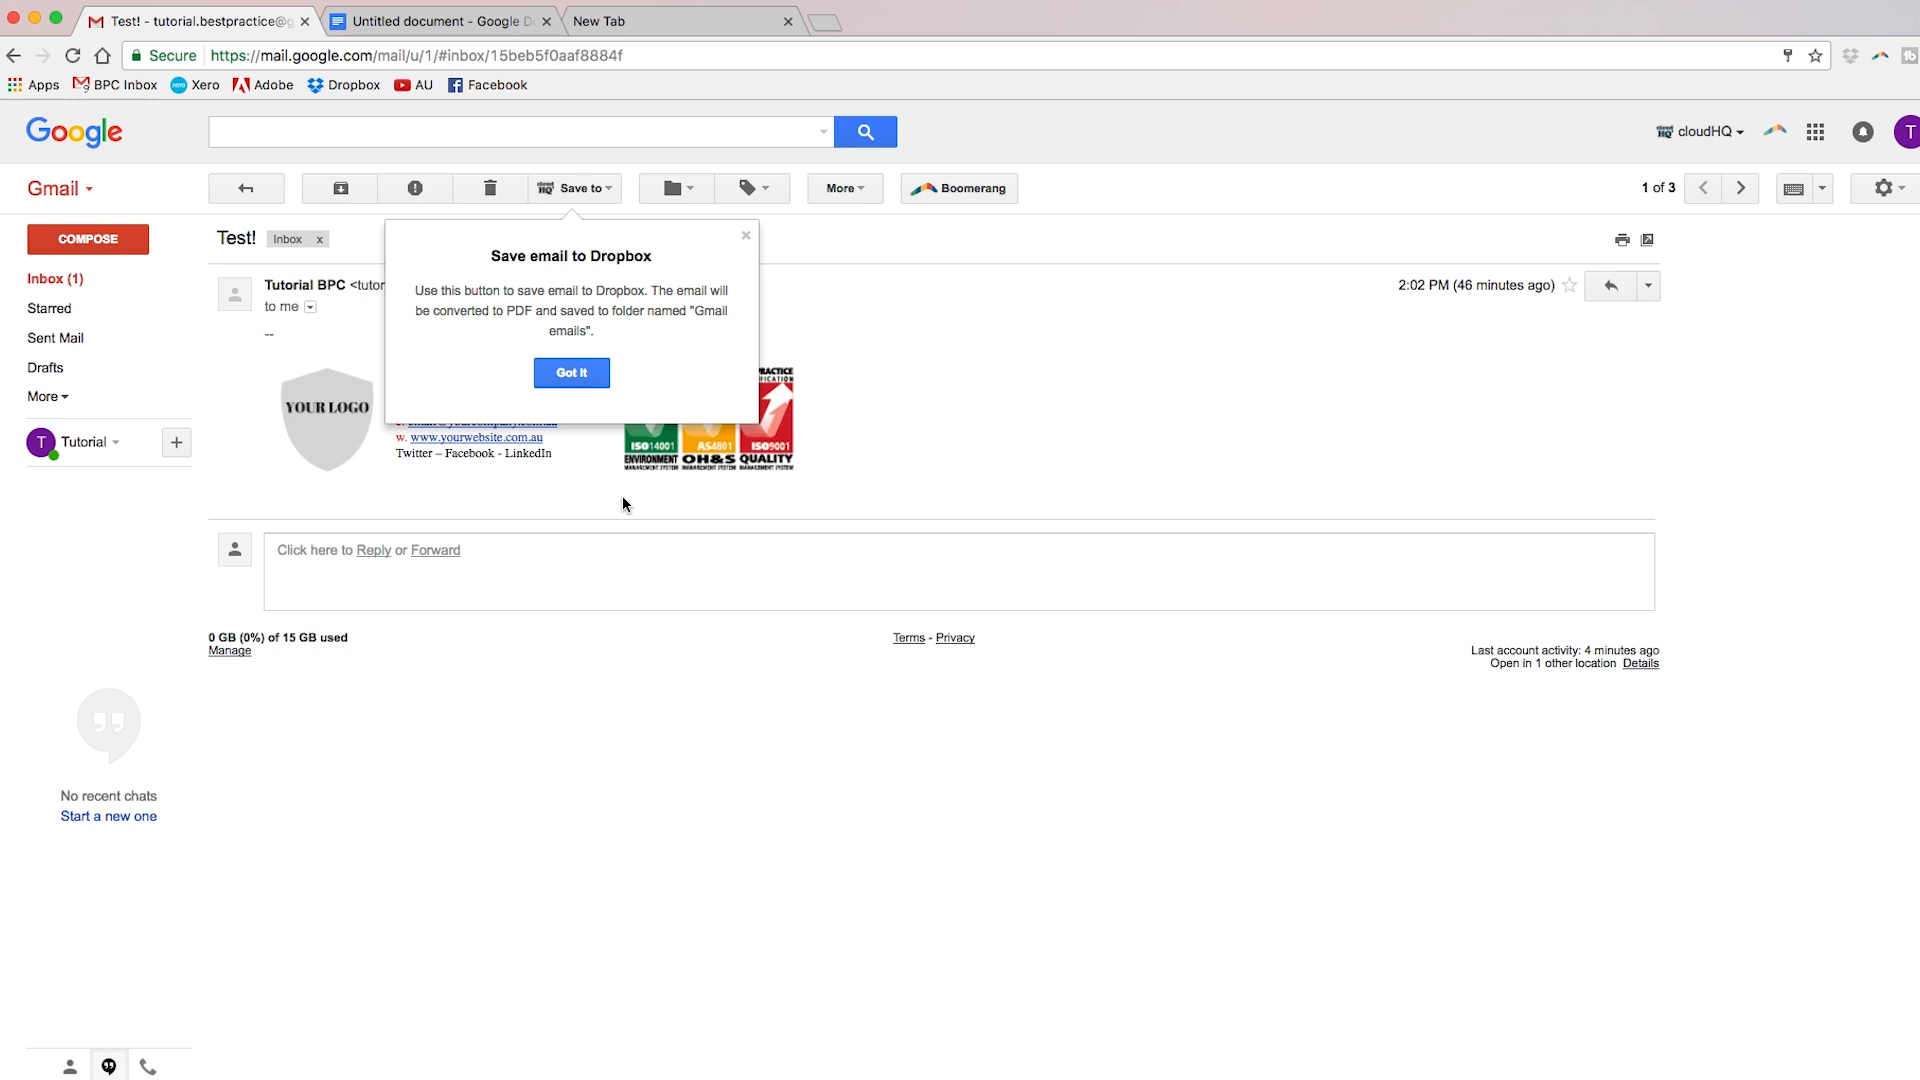 Test! - tutorial.bestpractice@g
Untitled document - Google D
New Tab
Secure
https://mail.google.com/mail/u/1/#inbox/15beb5f0aaf8884f
Apps
BPC Inbox
Xero
Adobe
Dropbox
AU
Facebook
Google
cloudHQ
T
Gmail
Save to
More
Boomerang
1 of 3
COMPOSE
Test!
Inbox x
Save email to Dropbox
Use this button to save email to Dropbox. The email will
be converted to PDF and saved to folder named "Gmail
emails".
Got It
Inbox (1)
Starred
Sent Mail
Drafts
More
T
Tutorial
Tutorial BPC <tutor
to me
2:02 PM (46 minutes ago)
--
YOUR LOGO
w. www.yourwebsite.com.au
Twitter – Facebook - LinkedIn
ISO14001
AS4801
ISO9001
ENVIRONMENT OH&S QUALITY
MANAGEMENT SYSTEM MANAGEMENT SYSTEM MANAGEMENT SYSTEM
Click here to Reply or Forward
0 GB (0%) of 15 GB used
Manage
Terms - Privacy
Last account activity: 4 minutes ago
Open in 1 other location Details
No recent chats
Start a new one